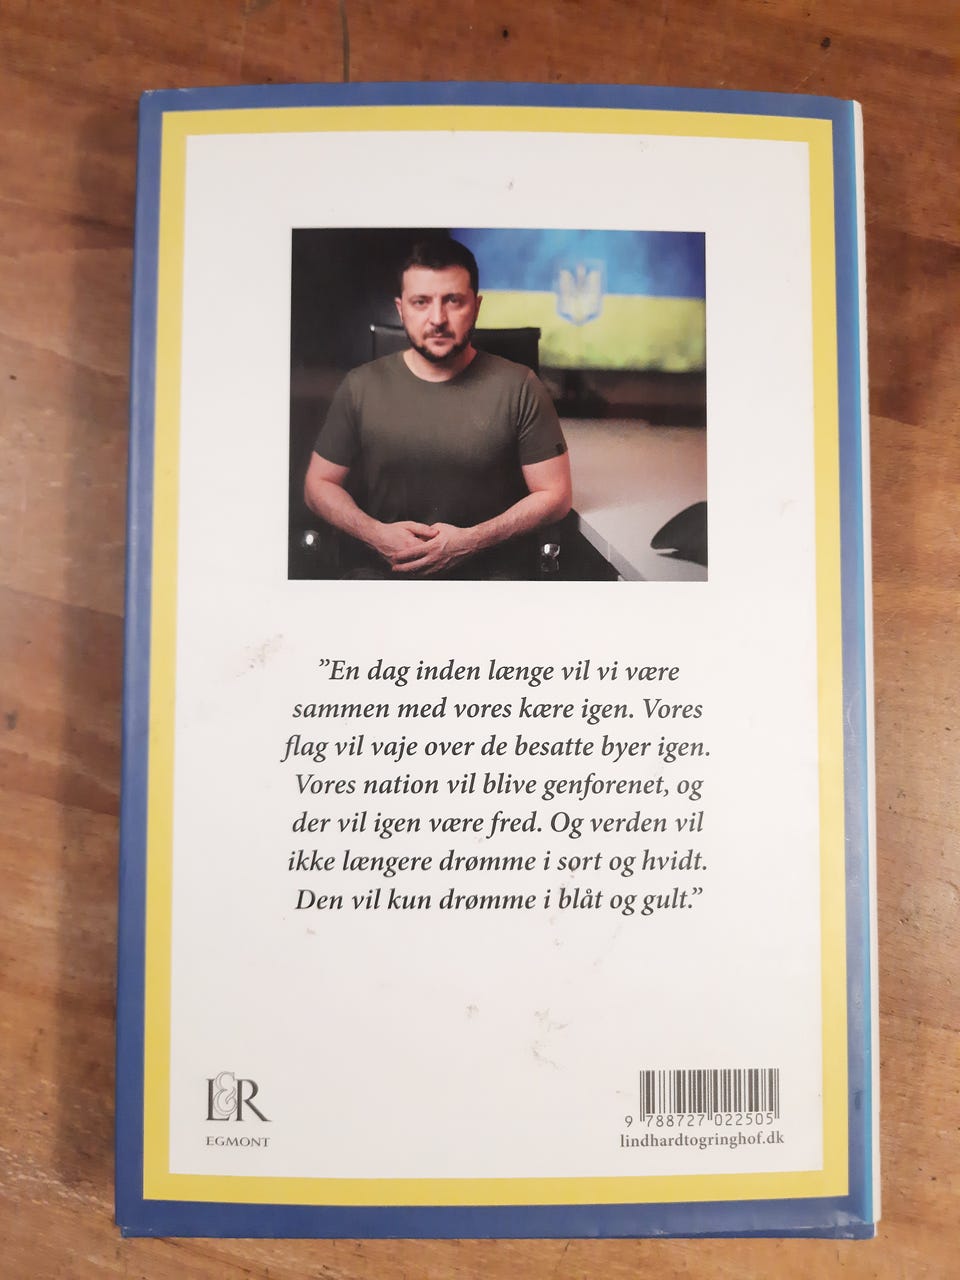 ”En dag inden længe vil vi være
sammen med vores kære igen. Vores
flag vil vaje over de besatte byer igen.
Vores nation vil blive genforenet, og
der vil igen være fred. Og verden vil
ikke længere drømme i sort og hvidt.
Den vil kun drømme i blåt og gult.”
L&R
EGMONT
9 788727 022505
lindhardtogringhof.dk